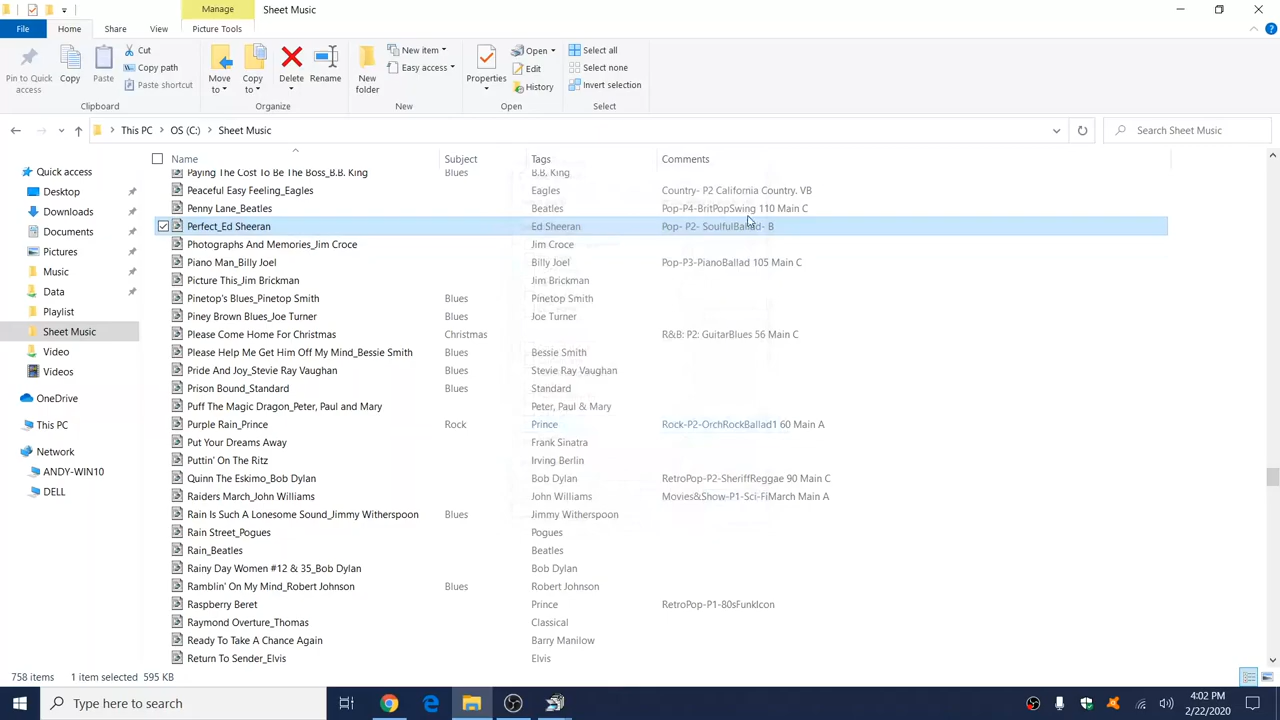 Manage
Sheet Music
File
Home
Share
View
Picture Tools
Pin to Quick access
Copy
Paste
Cut
Copy path
Paste shortcut
Clipboard
Move to
Copy to
Delete
Rename
Organize
New folder
New item
Easy access
New
Properties
Open
Edit
History
Open
Select all
Select none
Invert selection
Select
This PC
OS (C:)
Sheet Music
Search Sheet Music
Quick access
Desktop
Downloads
Documents
Pictures
Music
Data
Playlist
Sheet Music
Video
Videos
OneDrive
This PC
Network
ANDY-WIN10
DELL
Name Subject Tags Comments
Paying The Cost To Be The Boss_B.B. King Blues B.B. King
Peaceful Easy Feeling_Eagles Eagles Country- P2 California Country. VB
Penny Lane_Beatles Beatles Pop-P4-BritPopSwing 110 Main C
Perfect_Ed Sheeran Ed Sheeran Pop- P2- SoulfulBallad- B
Photographs And Memories_Jim Croce Jim Croce
Piano Man_Billy Joel Billy Joel Pop-P3-PianoBallad 105 Main C
Picture This_Jim Brickman Jim Brickman
Pinetop's Blues_Pinetop Smith Blues Pinetop Smith
Piney Brown Blues_Joe Turner Blues Joe Turner
Please Come Home For Christmas Christmas R&B: P2: GuitarBlues 56 Main C
Please Help Me Get Him Off My Mind_Bessie Smith Blues Bessie Smith
Pride And Joy_Stevie Ray Vaughan Blues Stevie Ray Vaughan
Prison Bound_Standard Blues Standard
Puff The Magic Dragon_Peter, Paul and Mary Peter, Paul & Mary
Purple Rain_Prince Rock Prince Rock-P2-OrchRockBallad1 60 Main A
Put Your Dreams Away Frank Sinatra
Puttin' On The Ritz Irving Berlin
Quinn The Eskimo_Bob Dylan Bob Dylan RetroPop-P2-SheriffReggae 90 Main C
Raiders March_John Williams John Williams Movies&Show-P1-Sci-FiMarch Main A
Rain Is Such A Lonesome Sound_Jimmy Witherspoon Blues Jimmy Witherspoon
Rain Street_Pogues Pogues
Rain_Beatles Beatles
Rainy Day Women #12 & 35_Bob Dylan Bob Dylan
Ramblin' On My Mind_Robert Johnson Blues Robert Johnson
Raspberry Beret Prince RetroPop-P1-80sFunkIcon
Raymond Overture_Thomas Classical
Ready To Take A Chance Again Barry Manilow
Return To Sender_Elvis Elvis
758 items 1 item selected 595 KB
Type here to search
4:02 PM
2/22/2020